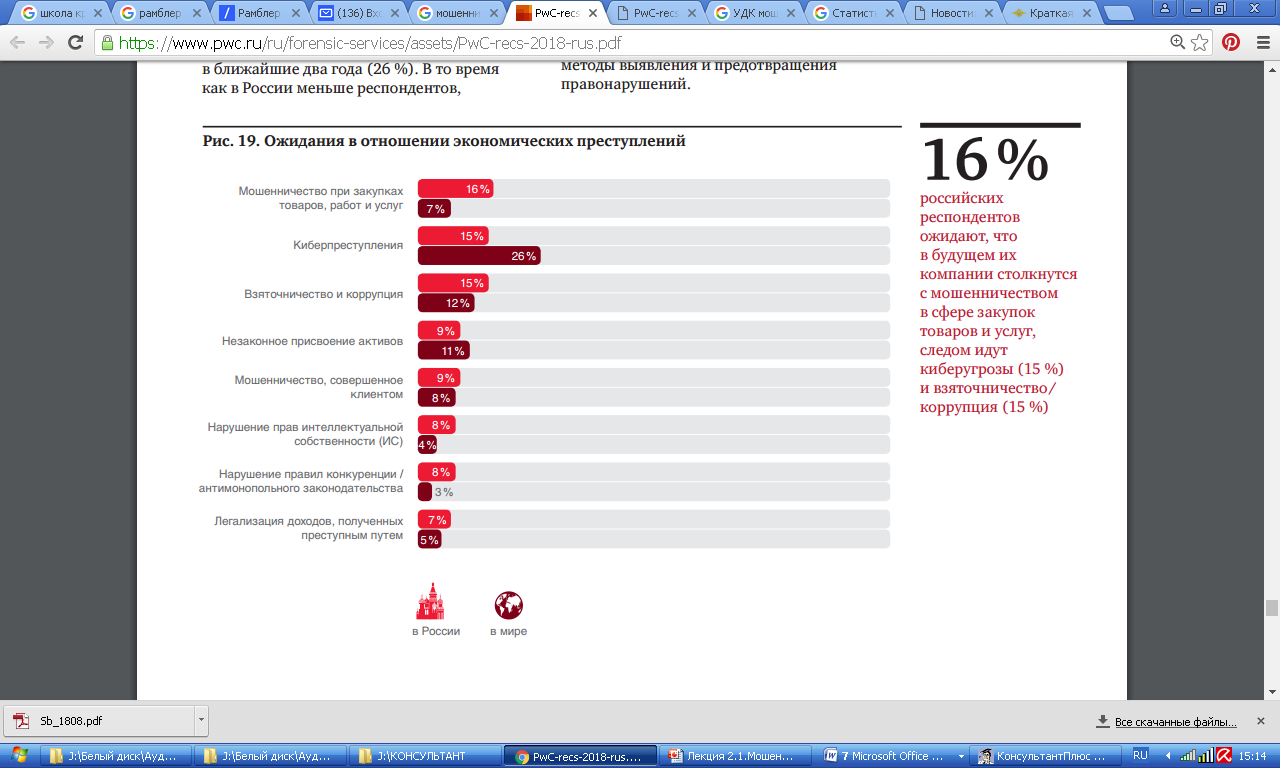 школа кр
рамблер
Рамблер
(136) Вхо
мошенни
PwC-recs
PwC-recs
УДК мош
Статисти
Новости
Краткая
https://www.pwc.ru/ru/forensic-services/assets/PwC-recs-2018-rus.pdf
в ближайшие два года (26 %). В то время
как в России меньше респондентов,
методы выявления и предотвращения
правонарушений.
Рис. 19. Ожидания в отношении экономических преступлений
Мошенничество при закупках
товаров, работ и услуг
16 %
7 %
Киберпреступления
15 %
26 %
Взяточничество и коррупция
15 %
12 %
Незаконное присвоение активов
9 %
11 %
Мошенничество, совершенное
клиентом
9 %
8 %
Нарушение прав интеллектуальной
собственности (ИС)
8 %
4 %
Нарушение правил конкуренции /
антимонопольного законодательства
8 %
3 %
Легализация доходов, полученных
преступным путем
7 %
5 %
в России
в мире
16 %
российских
респондентов
ожидают, что
в будущем их
компании столкнутся
с мошенничеством
в сфере закупок
товаров и услуг,
следом идут
киберугрозы (15 %)
и взяточничество/
коррупция (15 %)
Sb_1808.pdf
Все скачанные файлы...
J:\Белый диск\Ауд...
J:\Белый диск\Ауд...
J:\КОНСУЛЬТАНТ
PwC-recs-2018-rus....
Лекция 2.1.Мошен...
7 Microsoft Office ...
КонсультантПлюс ...
RU
15:14